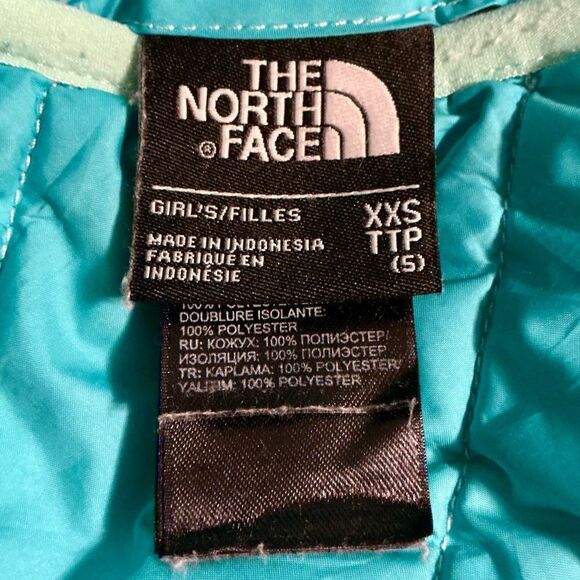 THE
NORTH
® FACE
GIRL'S/FILLES
XXS
TTP
(5)
MADE IN INDONESIA
FABRIQUÉ EN
INDONÉSIE
DOUBLURE ISOLANTE:
100% POLYESTER
RU: КОЖУХ: 100% ПОЛИЭСТЕР/
ИЗОЛЯЦИЯ: 100% ПОЛИЭСТЕР
TR: KAPLAMA: 100% POLYESTER/
YALITIM: 100% POLYESTER